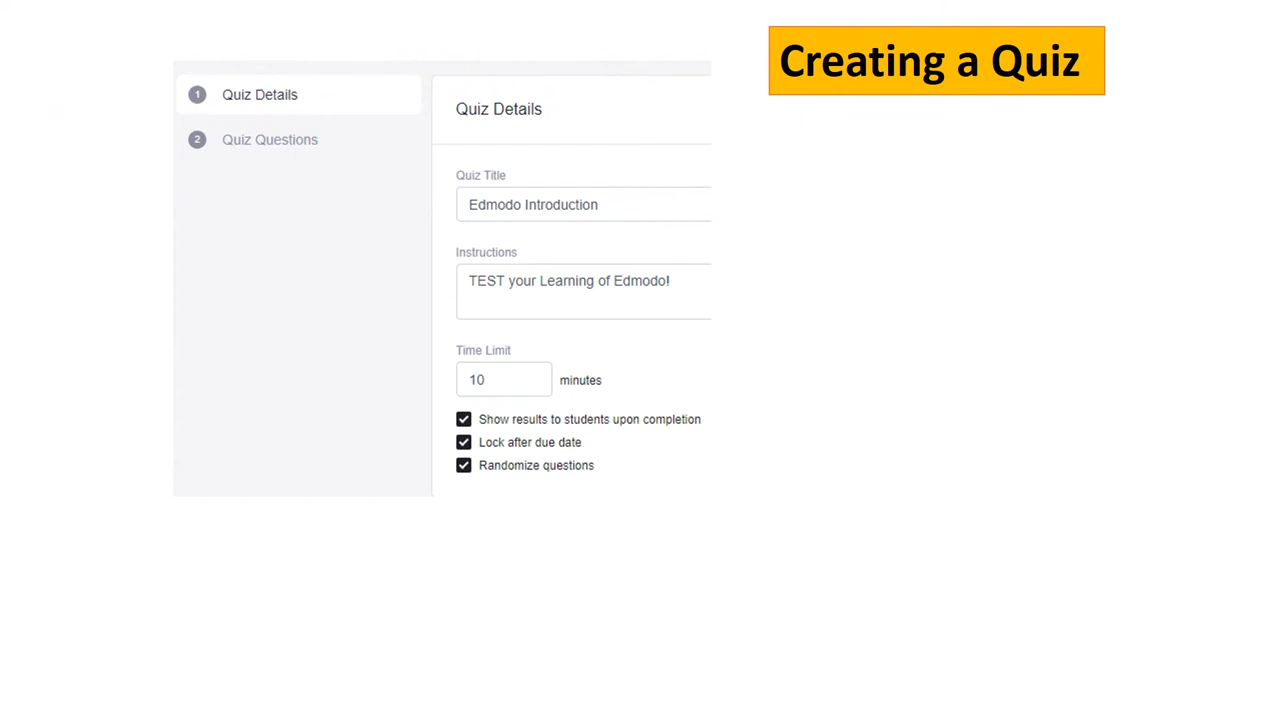 Creating a Quiz
1 Quiz Details
2 Quiz Questions
Quiz Details
Quiz Title
Edmodo Introduction
Instructions
TEST your Learning of Edmodo!
Time Limit
10 minutes
Show results to students upon completion
Lock after due date
Randomize questions